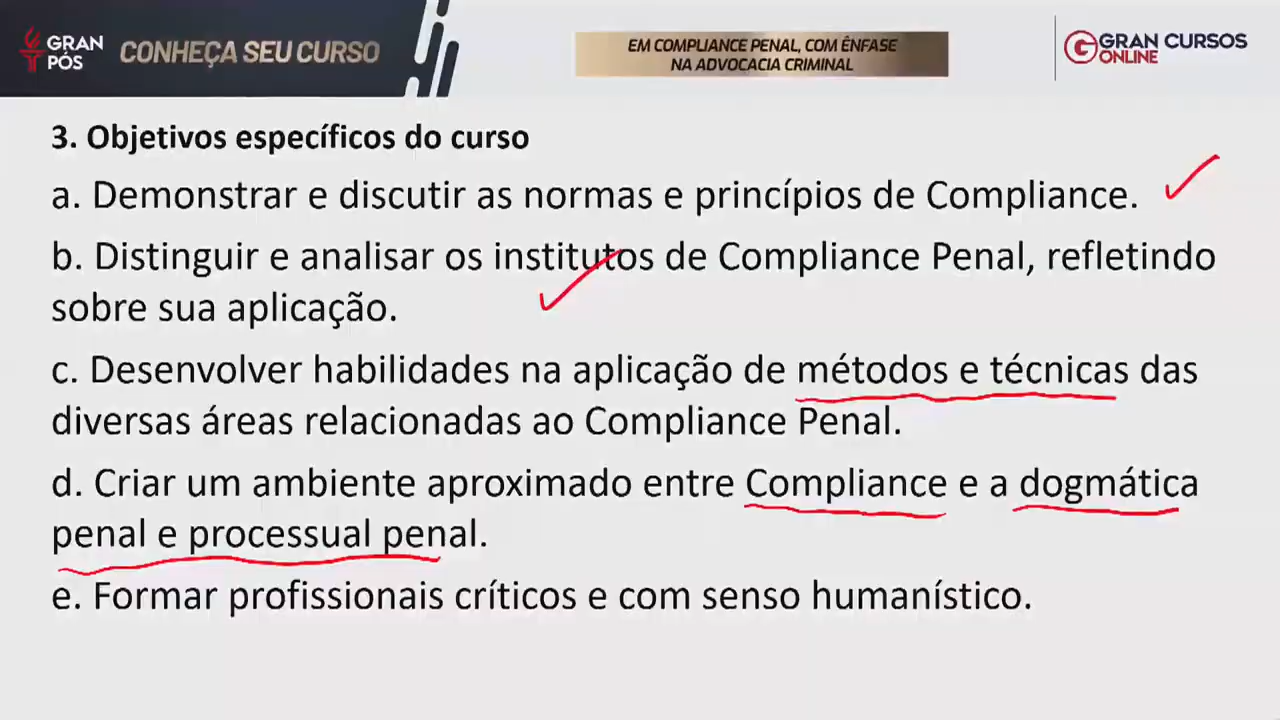 GRAN
PÓS
CONHEÇA SEU CURSO
EM COMPLIANCE PENAL, COM ÊNFASE
NA ADVOCACIA CRIMINAL
GRAN CURSOS
ONLINE
3. Objetivos específicos do curso
a. Demonstrar e discutir as normas e princípios de Compliance.
b. Distinguir e analisar os institutos de Compliance Penal, refletindo
sobre sua aplicação.
c. Desenvolver habilidades na aplicação de métodos e técnicas das
diversas áreas relacionadas ao Compliance Penal.
d. Criar um ambiente aproximado entre Compliance e a dogmática
penal e processual penal.
e. Formar profissionais críticos e com senso humanístico.